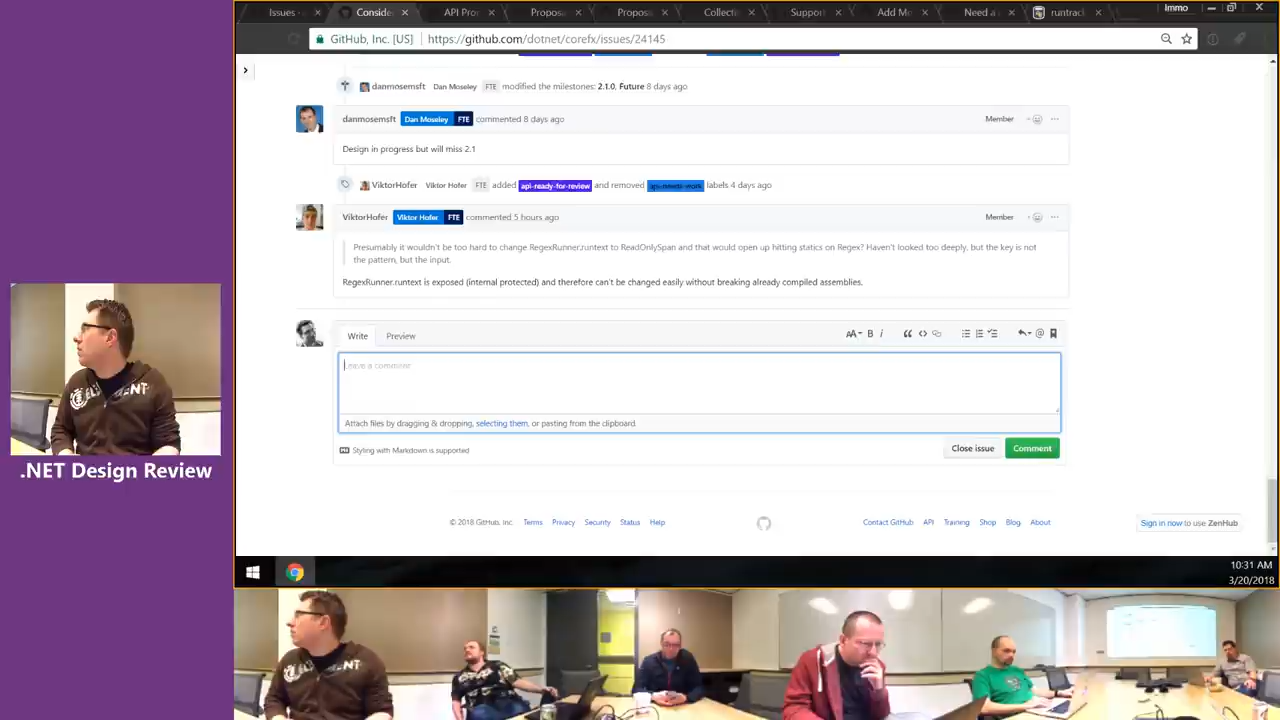 Issues - Conside API Pro Proposa Propos Collecti Support Add Me Need a runtrack Immo
GitHub, Inc. [US] https://github.com/dotnet/corefx/issues/24145
danmosemsft Dan Moseley FTE modified the milestones: 2.1.0, Future 8 days ago
danmosemsft Dan Moseley FTE commented 8 days ago Member
Design in progress but will miss 2.1
ViktorHofer Viktor Hofer FTE added api-ready-for-review and removed api-needs-work labels 4 days ago
ViktorHofer Viktor Hofer FTE commented 5 hours ago Member
Presumably it wouldn't be too hard to change RegexRunner.runtext to ReadOnlySpan and that would open up hitting statics on Regex? Haven't looked too deeply, but the key is not
the pattern, but the input.
RegexRunner.runtext is exposed (internal protected) and therefore can't be changed easily without breaking already compiled assemblies.
Write Preview
Leave a comment
Attach files by dragging & dropping, selecting them, or pasting from the clipboard.
Styling with Markdown is supported Close issue Comment
© 2018 GitHub, Inc. Terms Privacy Security Status Help Contact GitHub API Training Shop Blog About
Sign in now to use ZenHub
10:31 AM
3/20/2018
ELEMENT
.NET Design Review